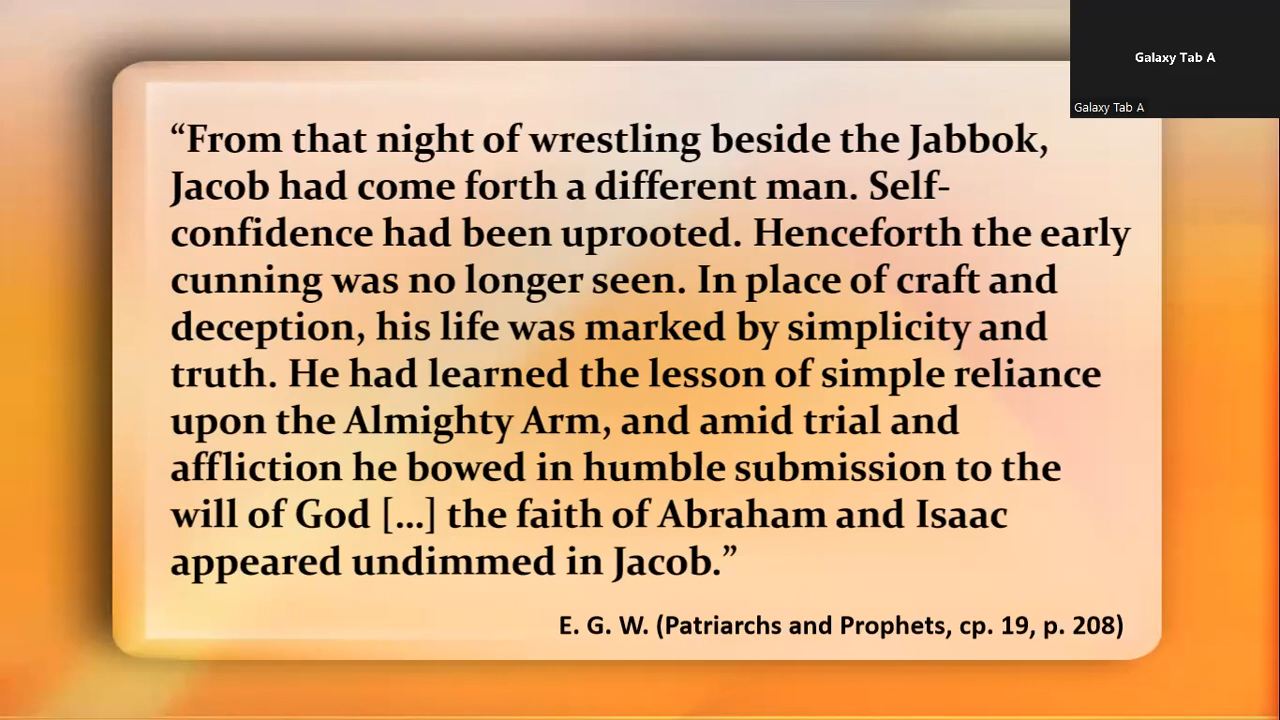 Galaxy Tab A
Galaxy Tab A
“From that night of wrestling beside the Jabbok,
Jacob had come forth a different man. Self-
confidence had been uprooted. Henceforth the early
cunning was no longer seen. In place of craft and
deception, his life was marked by simplicity and
truth. He had learned the lesson of simple reliance
upon the Almighty Arm, and amid trial and
affliction he bowed in humble submission to the
will of God [...] the faith of Abraham and Isaac
appeared undimmed in Jacob.”
E. G. W. (Patriarchs and Prophets, cp. 19, p. 208)